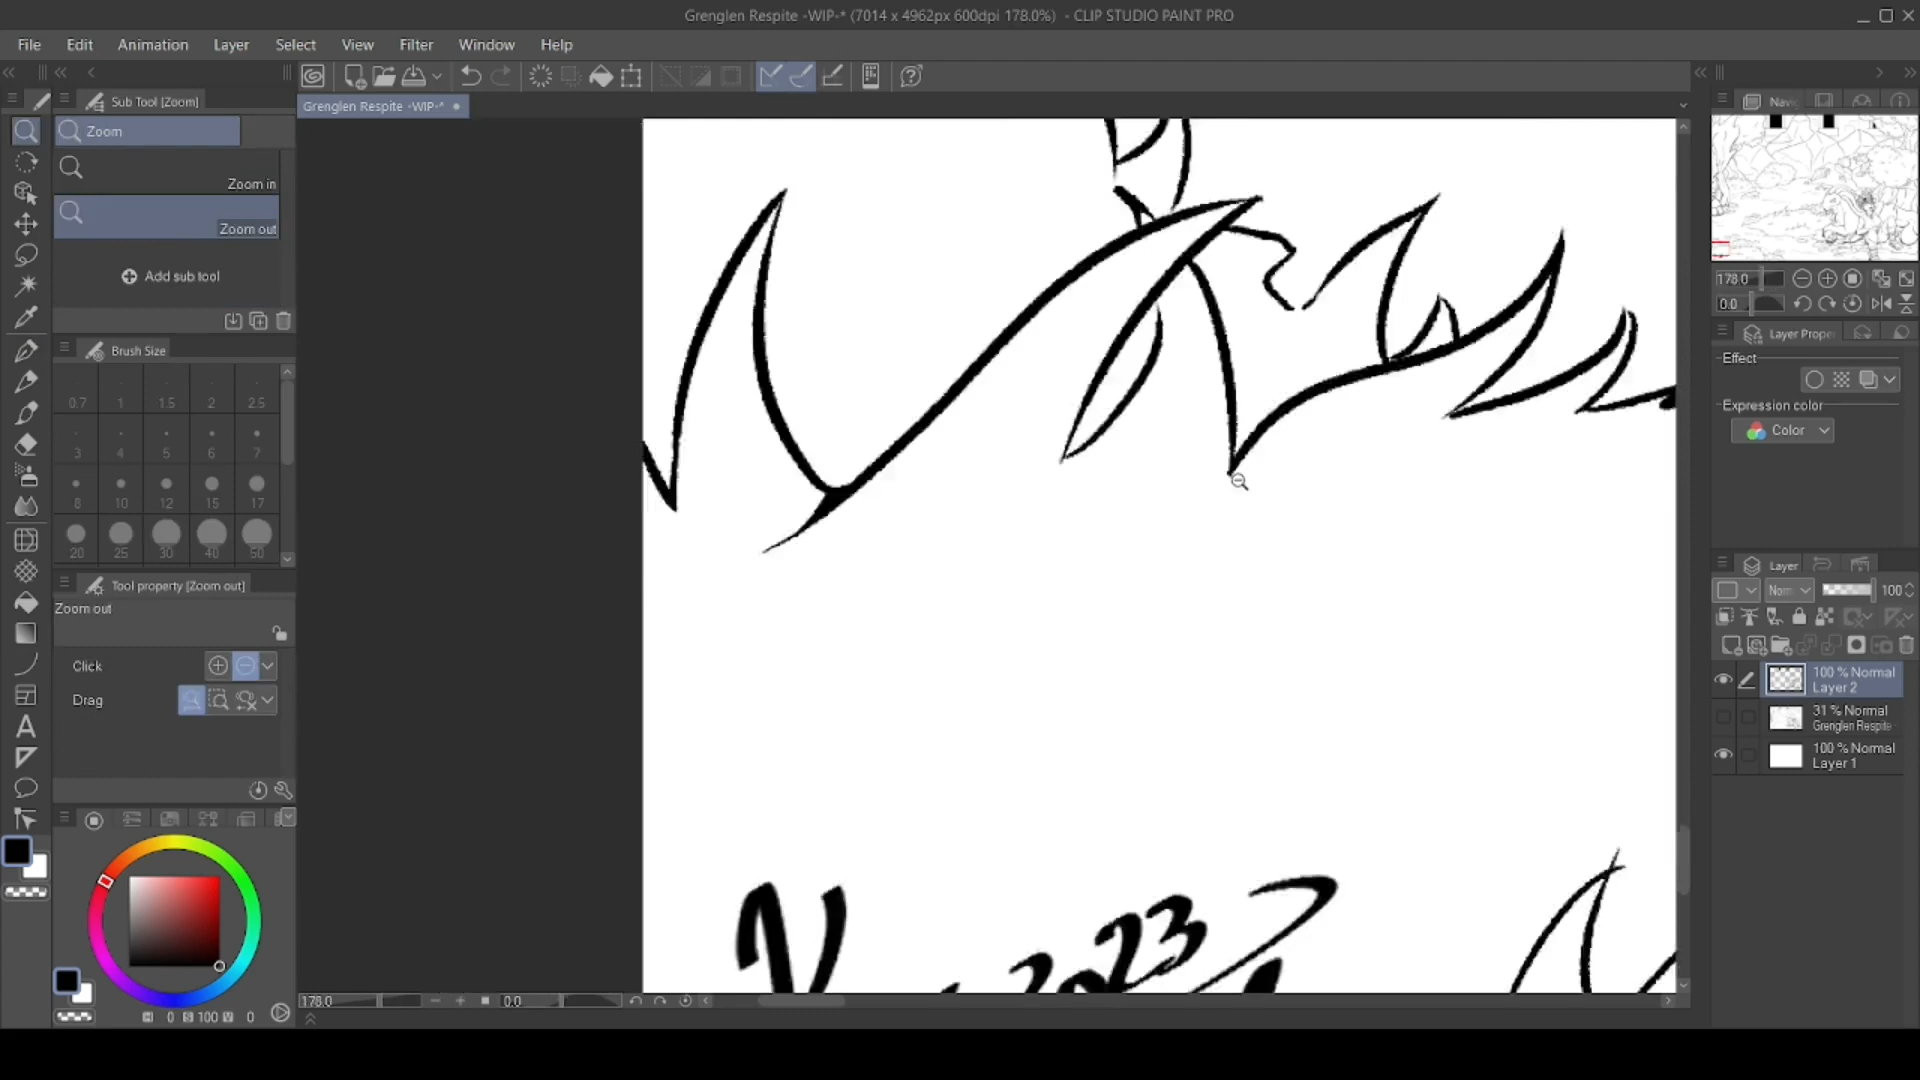 Grenglen Respite -WIP-* (7014 x 4962px 600dpi 178.0%) - CLIP STUDIO PAINT PRO
File Edit Animation Layer Select View Filter Window Help
Sub Tool [Zoom]
Grenglen Respite -WIP-*
Zoom
Zoom in
Zoom out
Add sub tool
178.0
0.0
Brush Size
0.7 1 1.5 2 2.5
3 4 5 6 7
8 10 12 15 17
20 25 30 40 50
Tool property [Zoom out]
Zoom out
Click
Drag
H 0 S 100 V 0
2023
178.0 0.0
Layer Prope
Effect
Expression color
Color
Layer
Norm 100
100 % Normal
Layer 2
31 % Normal
Grenglen Respite
100 % Normal
Layer 1